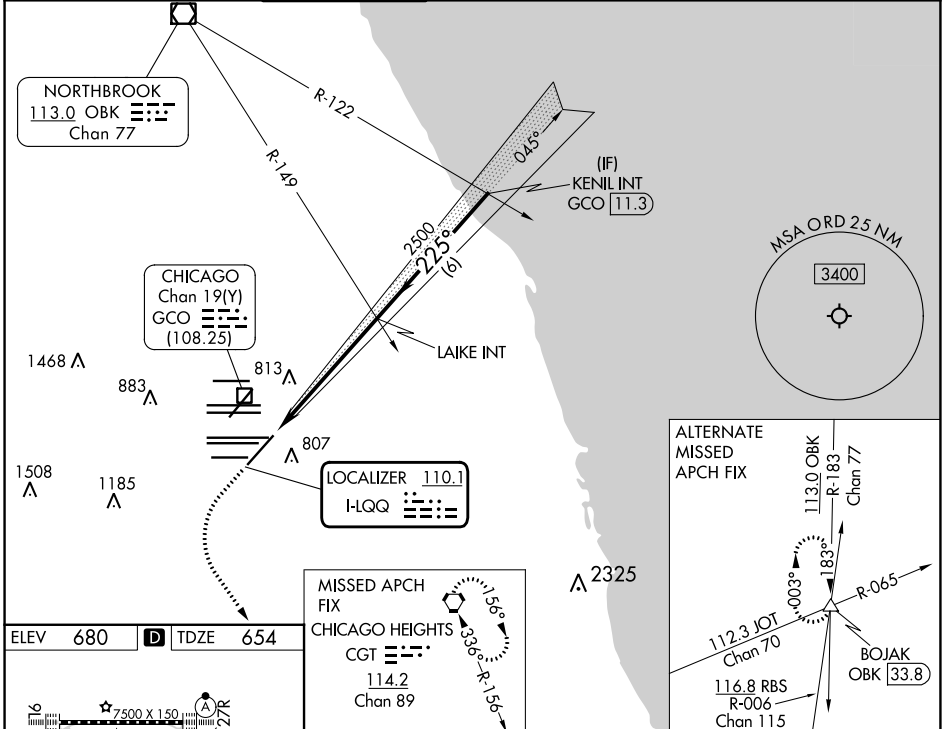 NORTHBROOK
113.0 OBK
Chan 77
R-122
R-149
045°
(IF)
KENIL INT
GCO 11.3
2500
225°
(6)
MSA ORD 25 NM
3400
CHICAGO
Chan 19(Y)
GCO
(108.25)
LAIKE INT
1468
883
813
807
1508
1185
LOCALIZER 110.1
I-LQQ
2325
ALTERNATE
MISSED
APCH FIX
113.0 OBK
R-183
Chan 77
003°
183°
R-065
112.3 JOT
Chan 70
BOJAK
OBK 33.8
116.8 RBS
R-006
Chan 115
MISSED APCH
FIX
CHICAGO HEIGHTS
CGT
114.2
Chan 89
156°
336°
R-156
ELEV 680 D TDZE 654
7500 X 150
A
27R